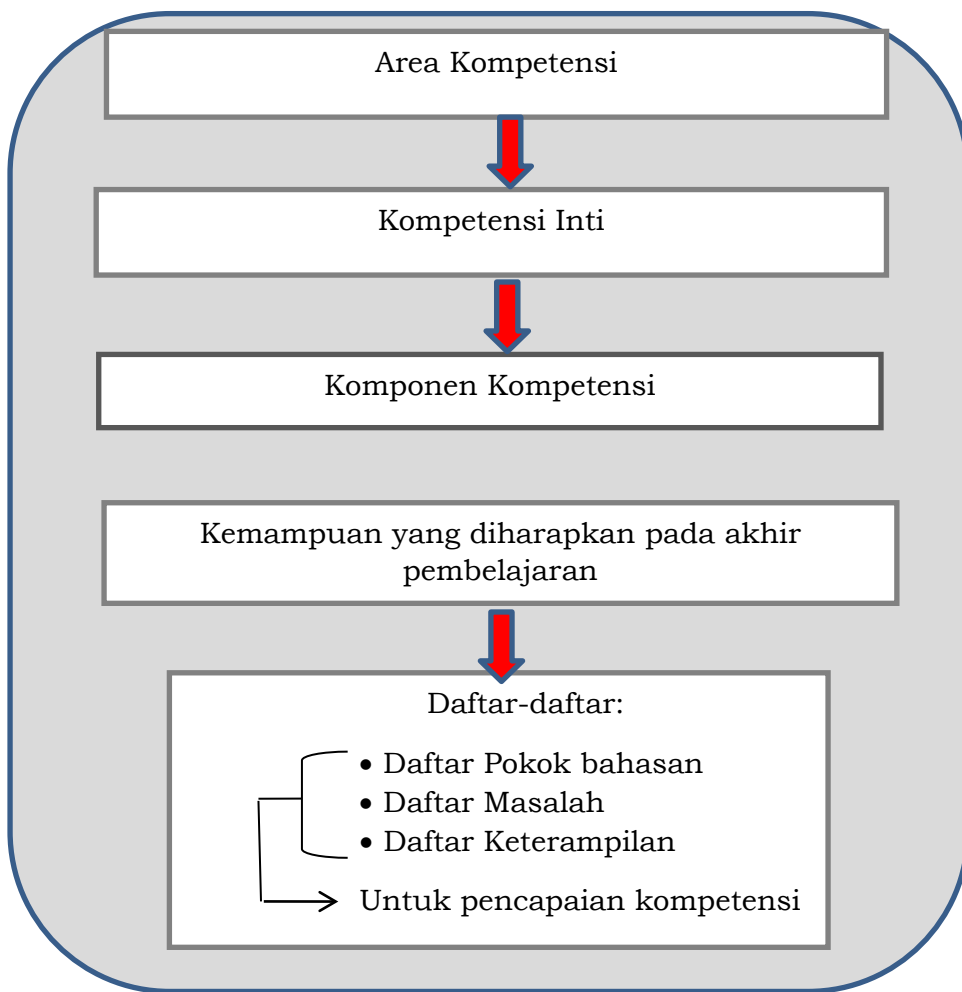 Area Kompetensi
Kompetensi Inti
Komponen Kompetensi
Kemampuan yang diharapkan pada akhir
pembelajaran
Daftar-daftar:
• Daftar Pokok bahasan
• Daftar Masalah
• Daftar Keterampilan
Untuk pencapaian kompetensi